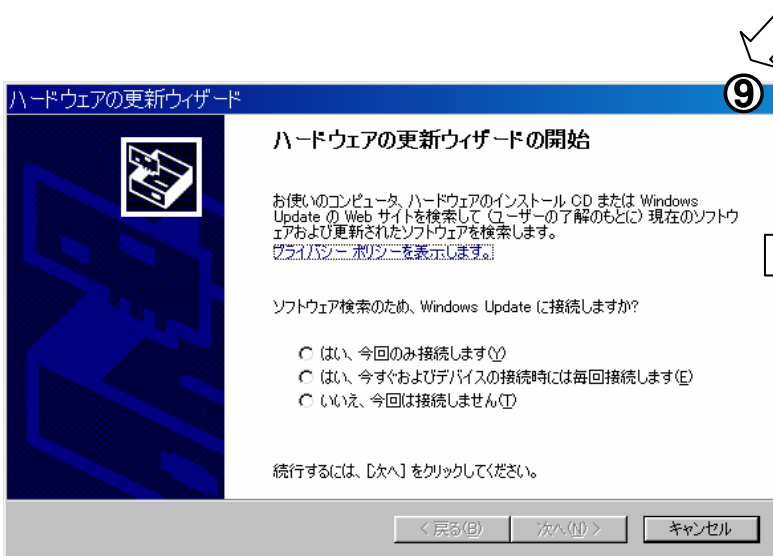 ⑨
ハードウェアの更新ウィザード
ハードウェアの更新ウィザードの開始
お使いのコンピュータ、ハードウェアのインストール CD または Windows
Update の Web サイトを検索して (ユーザーの了解のもとに) 現在のソフトウ
ェアおよび更新されたソフトウェアを検索します。
プライバシー ポリシーを表示します。
ソフトウェア検索のため、Windows Update に接続しますか?
はい、今回のみ接続します(Y)
はい、今すぐおよびデバイスの接続時には毎回接続します(E)
いいえ、今回は接続しません(T)
続行するには、[次へ] をクリックしてください。
< 戻る(B) 次へ(N) > キャンセル